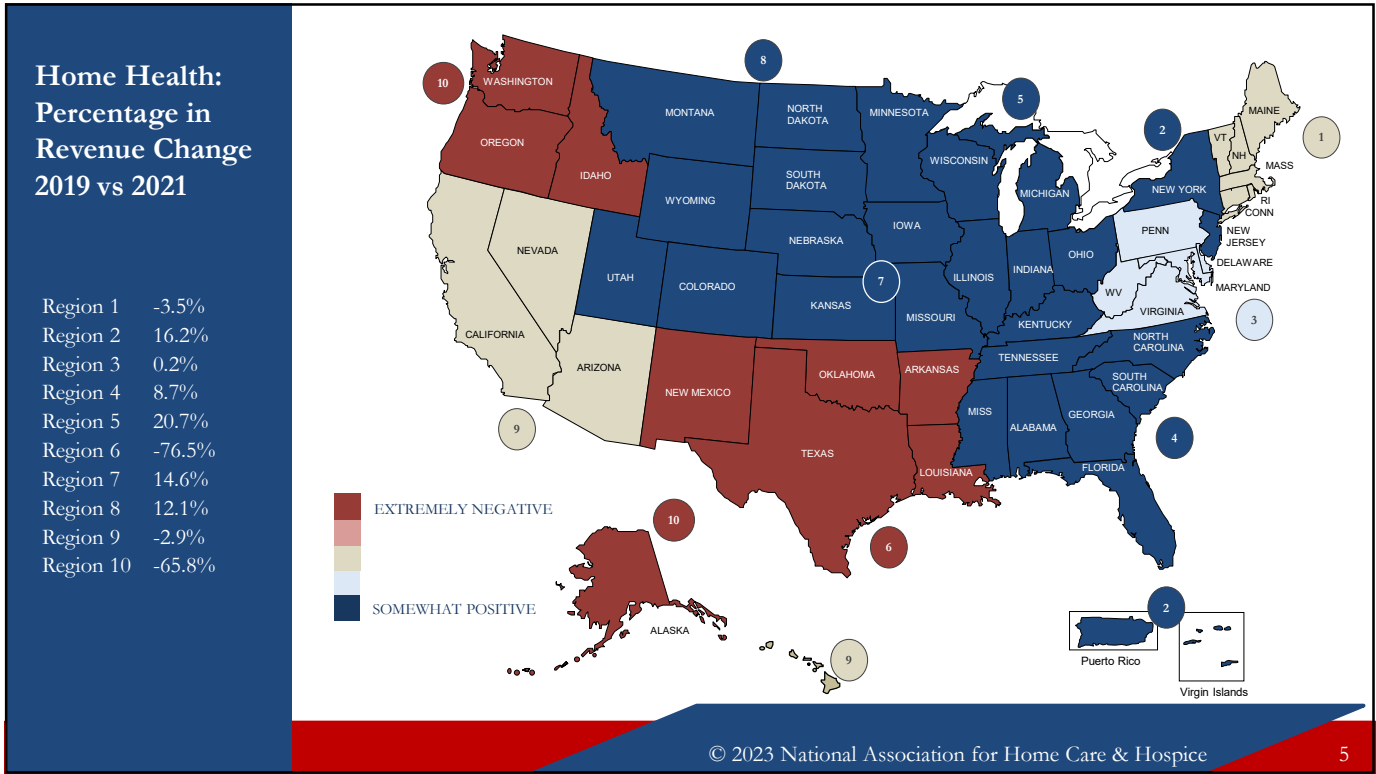 Home Health:
Percentage in
Revenue Change
2019 vs 2021
Region 1 -3.5%
Region 2 16.2%
Region 3 0.2%
Region 4 8.7%
Region 5 20.7%
Region 6 -76.5%
Region 7 14.6%
Region 8 12.1%
Region 9 -2.9%
Region 10 -65.8%
10
WASHINGTON
OREGON
IDAHO
8
MONTANA
NORTH
DAKOTA
MINNESOTA
5
2
MAINE
1
VT
NH
MASS
RI
CONN
WISCONSIN
MICHIGAN
NEW YORK
SOUTH
DAKOTA
WYOMING
IOWA
NEBRASKA
PENN
NEW
JERSEY
DELAWARE
MARYLAND
NEVADA
UTAH
COLORADO
7
KANSAS
MISSOURI
ILLINOIS
INDIANA
OHIO
WV
VIRGINIA
3
KENTUCKY
CALIFORNIA
ARIZONA
NEW MEXICO
OKLAHOMA
ARKANSAS
TENNESSEE
NORTH
CAROLINA
SOUTH
CAROLINA
9
TEXAS
LOUISIANA
MISS
ALABAMA
GEORGIA
FLORIDA
4
6
EXTREMELY NEGATIVE
SOMEWHAT POSITIVE
10
ALASKA
9
2
Puerto Rico
Virgin Islands
© 2023 National Association for Home Care & Hospice
5